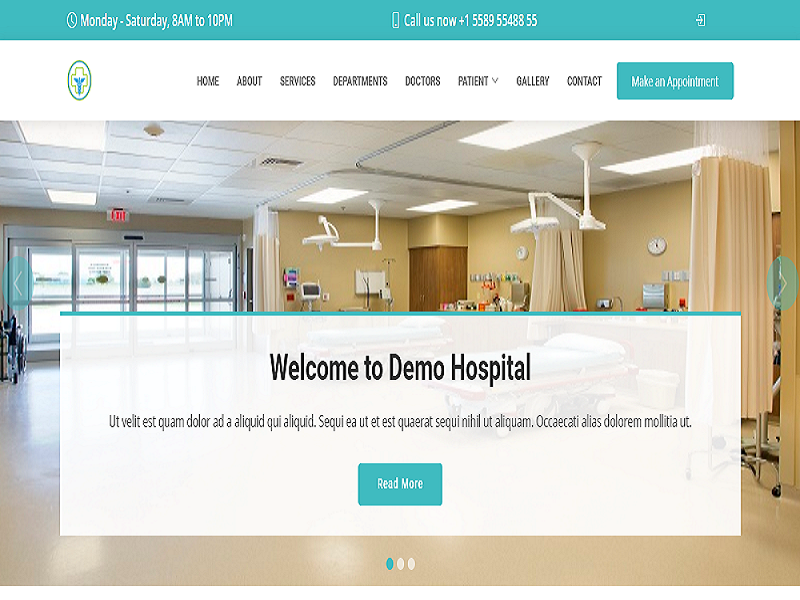 Monday - Saturday, 8AM to 10PM
Call us now +1 5589 55488 55
HOME ABOUT SERVICES DEPARTMENTS DOCTORS PATIENT GALLERY CONTACT Make an Appointment
EXIT
Welcome to Demo Hospital
Ut velit est quam dolor ad a aliquid qui aliquid. Sequi ea ut et est quaerat sequi nihil ut aliquam. Occaecati alias dolorem mollitia ut.
Read More